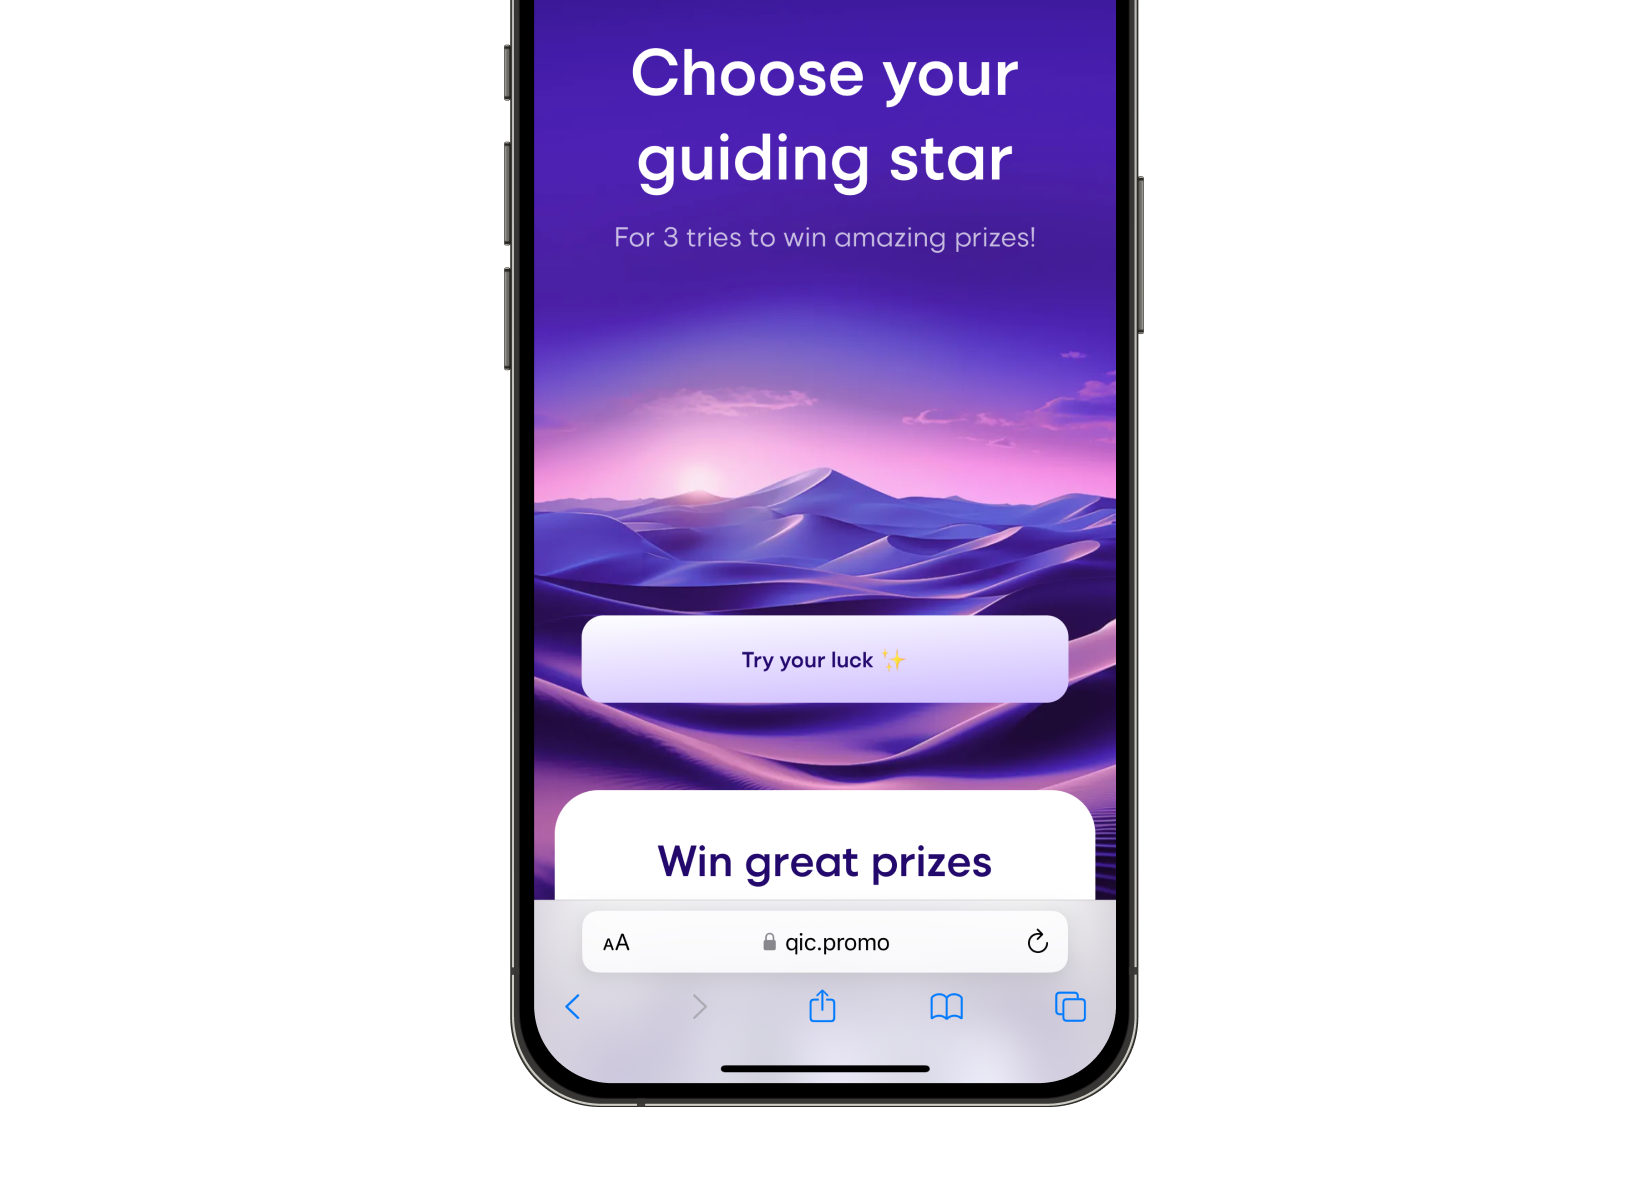 Choose your
guiding star
For 3 tries to win amazing prizes!
Try your luck ✨
Win great prizes
AA
qic.promo